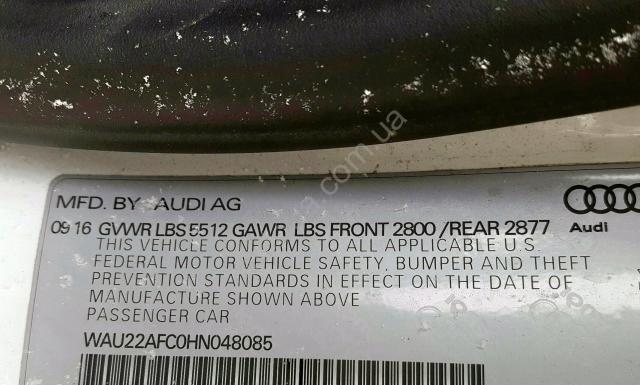 MFD. BY AUDI AG
09 16 GVWR LBS 5512 GAWR LBS FRONT 2800 /REAR 2877
Audi
THIS VEHICLE CONFORMS TO ALL APPLICABLE U.S.
FEDERAL MOTOR VEHICLE SAFETY, BUMPER AND THEFT
PREVENTION STANDARDS IN EFFECT ON THE DATE OF
MANUFACTURE SHOWN ABOVE
PASSENGER CAR
WAU22AFC0HN048085